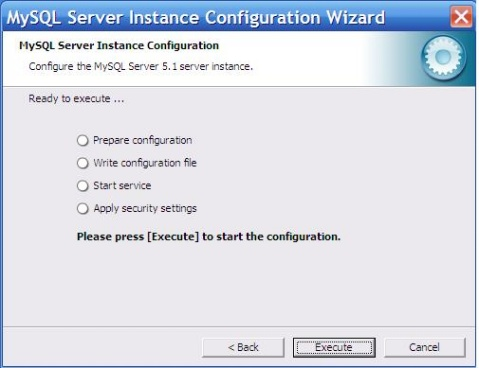 MySQL Server Instance Configuration Wizard
MySQL Server Instance Configuration
Configure the MySQL Server 5.1 server instance.
Ready to execute ...
Prepare configuration
Write configuration file
Start service
Apply security settings
Please press [Execute] to start the configuration.
< Back
Execute
Cancel